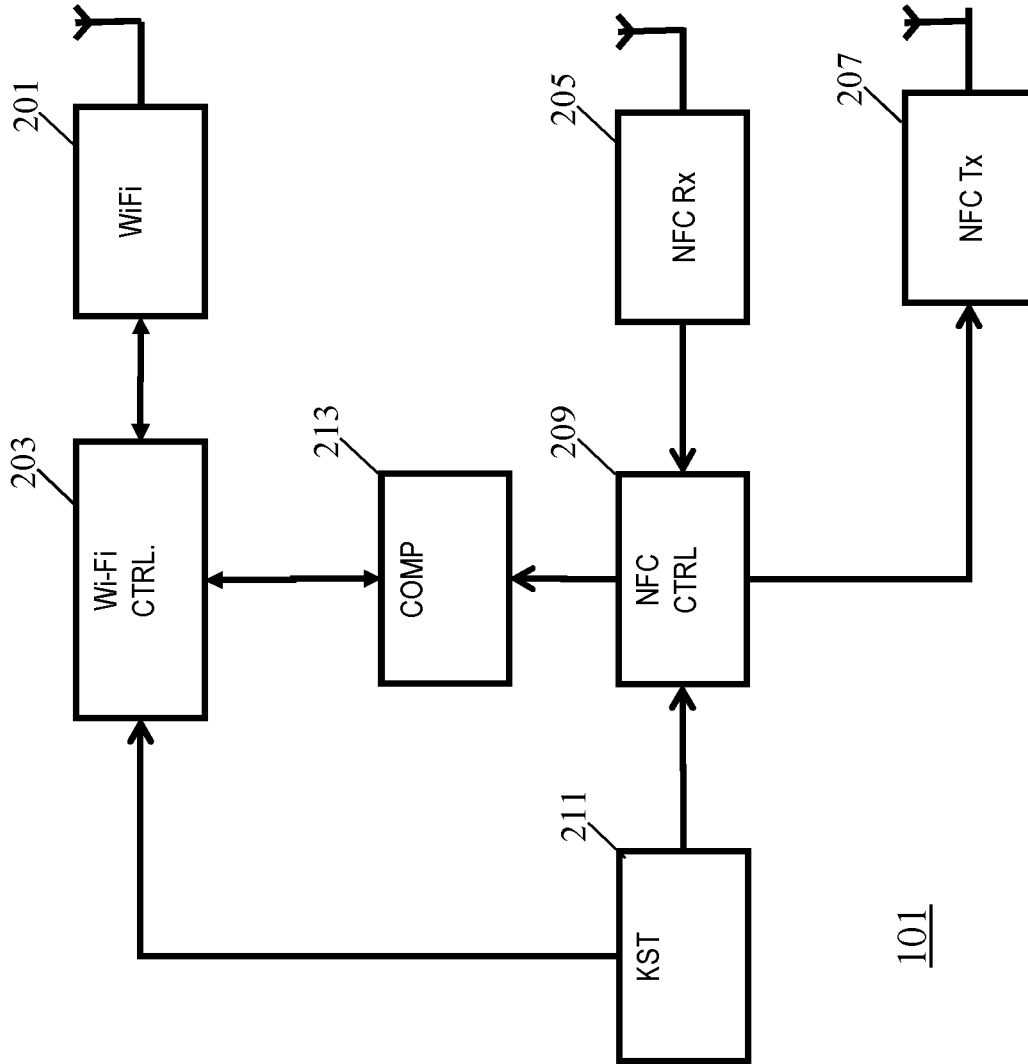 201
WiFi
203
Wi-Fi
CTRL.
213
COMP
205
NFC Rx
209
NFC
CTRL
207
NFC Tx
211
KST
101